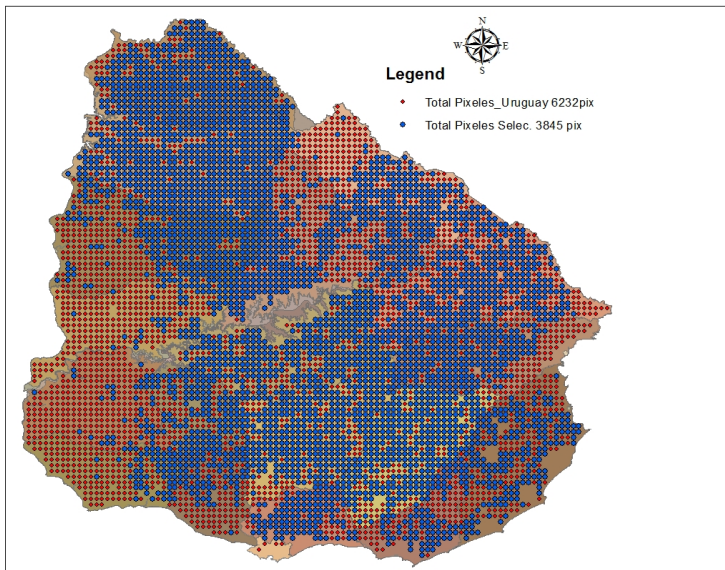 N
W E
S
Legend
Total Pixeles_Uruguay 6232pix
Total Pixeles Selec. 3845 pix